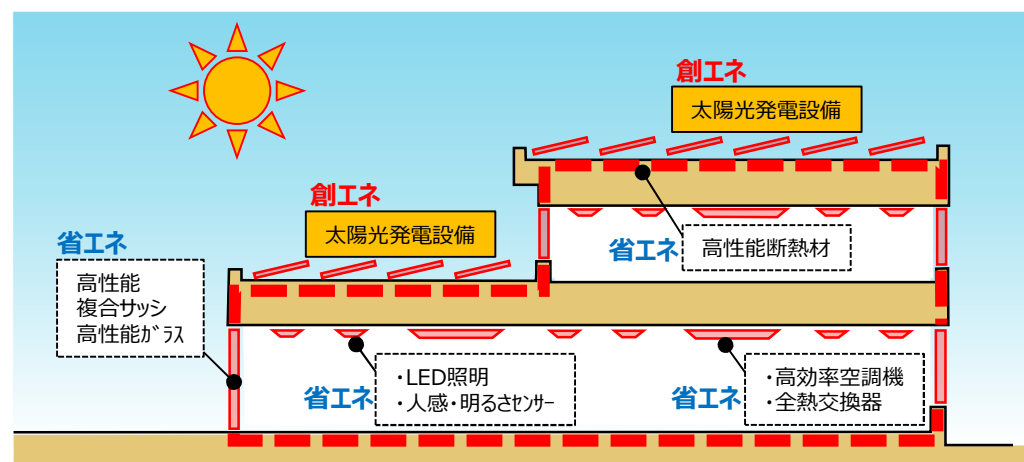 創エネ
太陽光発電設備
創エネ
太陽光発電設備
省エネ
高性能断熱材
省エネ
高性能
複合サッシ
高性能ｶﾞﾗｽ
省エネ
・LED照明
・人感・明るさｾﾝｻｰ
省エネ
・高効率空調機
・全熱交換器